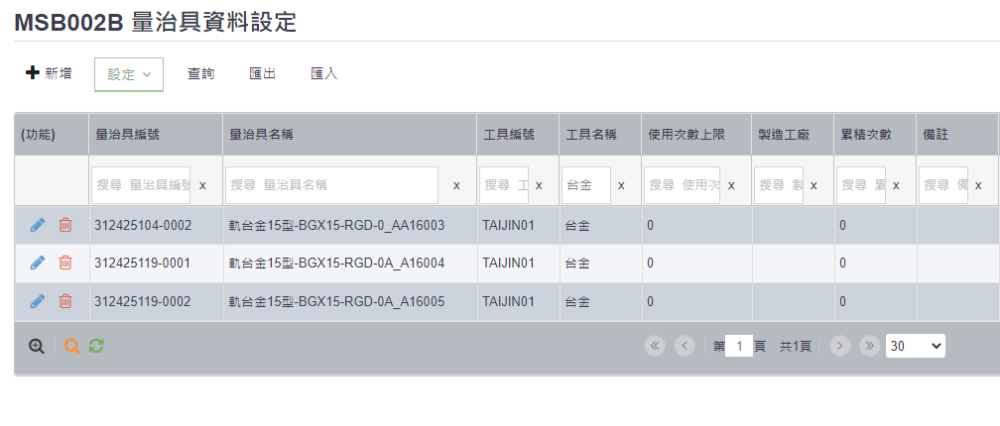 MSB002B 量治具資料設定
新增 設定 查詢 匯出 匯入
(功能) 量治具編號 量治具名稱 工具編號 工具名稱 使用次數上限 製造工廠 累積次數 備註
搜尋 量治具編號 x 搜尋 量治具名稱 x 搜尋 工 x 台金 x 搜尋 使用次 x 搜尋 製 x 搜尋 累 x 搜尋 備 x
312425104-0002 軌台金15型-BGX15-RGD-0_AA16003 TAIJIN01 台金 0 0
312425119-0001 軌台金15型-BGX15-RGD-0A_A16004 TAIJIN01 台金 0 0
312425119-0002 軌台金15型-BGX15-RGD-0A_A16005 TAIJIN01 台金 0 0
第 1 頁 共1頁 30